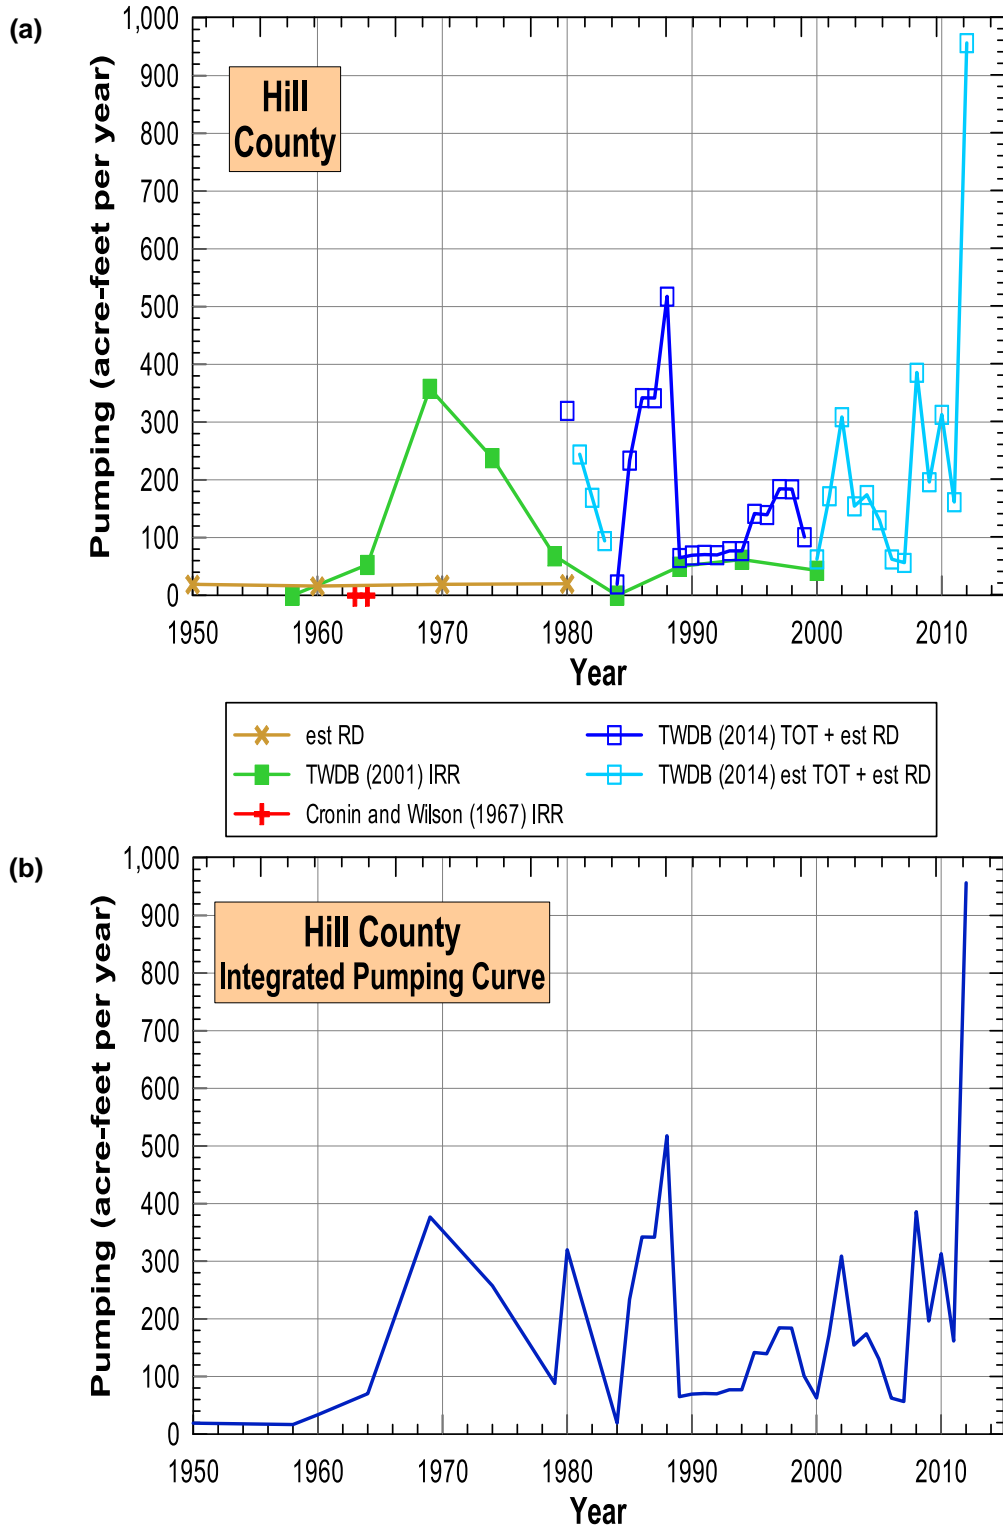 (a)
Hill
County
Pumping (acre-feet per year)
1,000
900
800
700
600
500
400
300
200
100
0
1950 1960 1970 1980 1990 2000 2010
Year
est RD
TWDB (2001) IRR
Cronin and Wilson (1967) IRR
TWDB (2014) TOT + est RD
TWDB (2014) est TOT + est RD
(b)
Hill County
Integrated Pumping Curve
Pumping (acre-feet per year)
1,000
900
800
700
600
500
400
300
200
100
0
1950 1960 1970 1980 1990 2000 2010
Year